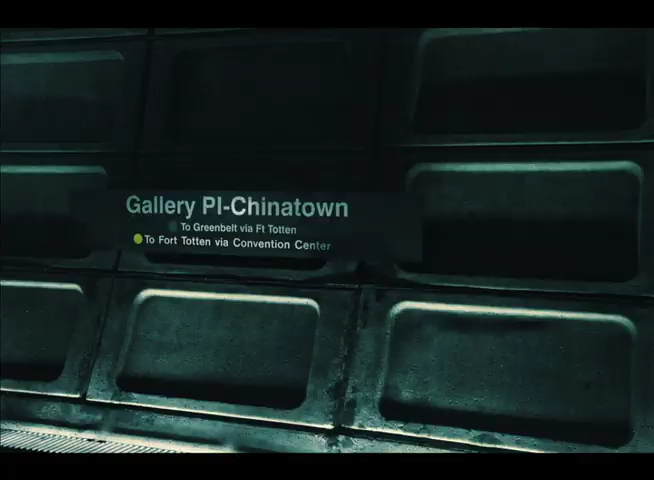 Gallery Pl-Chinatown
To Greenbelt via Ft Totten
To Fort Totten via Convention Center